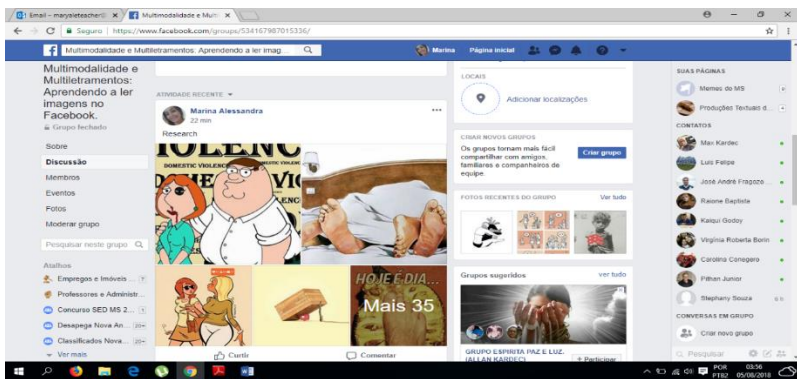 Email – maryaleteacher@
Multimodalidade e Multi
Seguro | https://www.facebook.com/groups/534167987015336/
Multimodalidade e Multiletramentos: Aprendendo a ler imag...
Marina
Página inicial
Multimodalidade e
Multiletramentos:
Aprendendo a ler
imagens no
Facebook.
Grupo fechado
Sobre
Discussão
Membros
Eventos
Fotos
Moderar grupo
Pesquisar neste grupo
Atalhos
Empregos e Imóveis ...
Professores e Administr...
Concurso SED MS 2...
Desapega Nova An... 20+
Classificados Nova... 20+
Ver mais
ATIVIDADE RECENTE
Marina Alessandra
22 min
Research
DOMESTIC VIOLENCE
HOJE É DIA...
Mais 35
Curtir
Comentar
LOCAIS
Adicionar localizações
CRIAR NOVOS GRUPOS
Os grupos tornam mais fácil
compartilhar com amigos,
familiares e companheiros de
equipe.
Criar grupo
FOTOS RECENTES DO GRUPO
Ver tudo
Grupos sugeridos
ver tudo
GRUPO ESPIRITA PAZ E LUZ.
(ALLAN KARDEC)
+ Participar
SUAS PÁGINAS
Memes do MS
Produções Textuais d...
CONTATOS
Max Kardec
Luis Felipe
José André Fragozo ...
Raione Baptista
Kaiqui Godoy
Virgínia Roberta Borin
Carolina Conegero
Pithan Junior
Stephany Souza
CONVERSAS EM GRUPO
Criar novo grupo
Pesquisar
POR
PTB2
03:56
05/08/2018